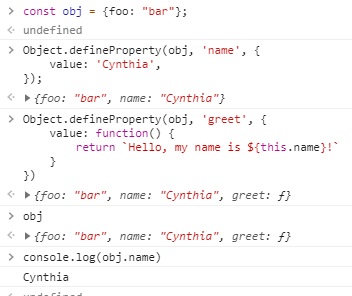 > const obj = {foo: "bar"};
undefined
> Object.defineProperty(obj, 'name', {
    value: 'Cynthia',
});
{foo: "bar", name: "Cynthia"}
> Object.defineProperty(obj, 'greet', {
    value: function() {
        return `Hello, my name is ${this.name}!`
    }
})
{foo: "bar", name: "Cynthia", greet: ƒ}
> obj
{foo: "bar", name: "Cynthia", greet: ƒ}
> console.log(obj.name)
Cynthia
undefined